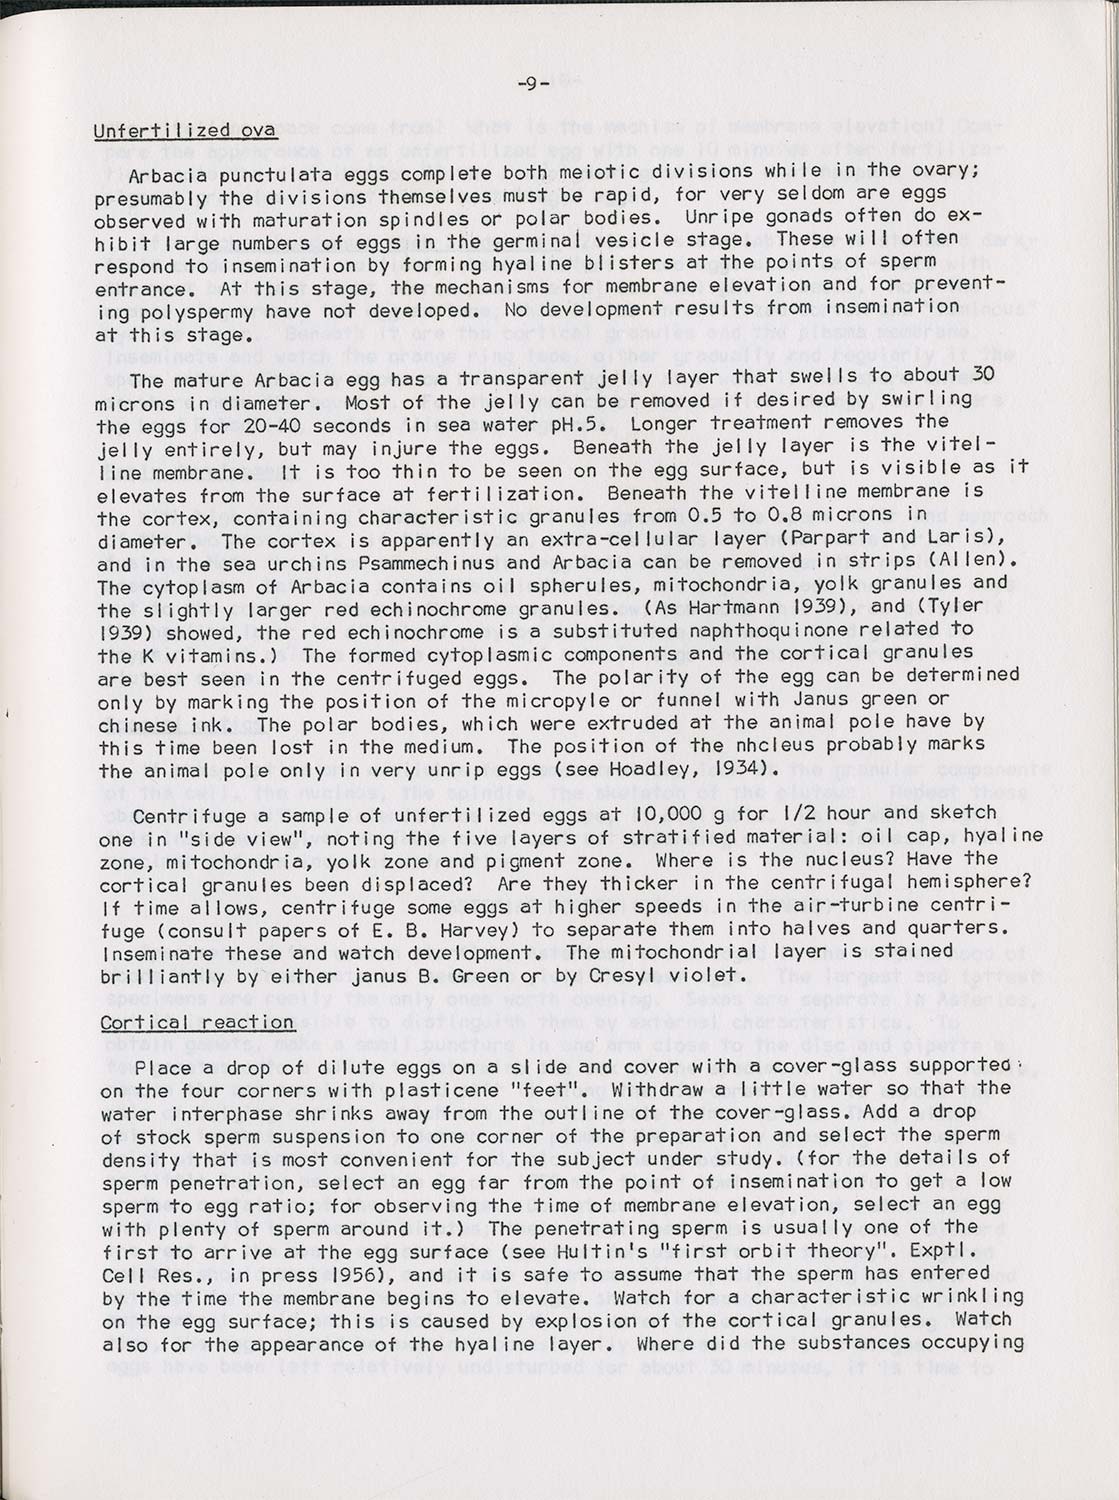 -9-
Unfertilized ova
Arbacia punctulata eggs complete both meiotic divisions while in the ovary;
presumably the divisions themselves must be rapid, for very seldom are eggs
observed with maturation spindles or polar bodies. Unripe gonads often do ex-
hibit large numbers of eggs in the germinal vesicle stage. These will often
respond to insemination by forming hyaline blisters at the points of sperm
entrance. At this stage, the mechanisms for membrane elevation and for prevent-
ing polyspermy have not developed. No development results from insemination
at this stage.
The mature Arbacia egg has a transparent jelly layer that swells to about 30
microns in diameter. Most of the jelly can be removed if desired by swirling
the eggs for 20-40 seconds in sea water pH.5. Longer treatment removes the
jelly entirely, but may injure the eggs. Beneath the jelly layer is the vitel-
line membrane. It is too thin to be seen on the egg surface, but is visible as it
elevates from the surface at fertilization. Beneath the vitelline membrane is
the cortex, containing characteristic granules from 0.5 to 0.8 microns in
diameter. The cortex is apparently an extra-cellular layer (Parpart and Laris),
and in the sea urchins Psammechinus and Arbacia can be removed in strips (Allen).
The cytoplasm of Arbacia contains oil spherules, mitochondria, yolk granules and
the slightly larger red echinochrome granules. (As Hartmann 1939), and (Tyler
1939) showed, the red echinochrome is a substituted naphthoquinone related to
the K vitamins.) The formed cytoplasmic components and the cortical granules
are best seen in the centrifuged eggs. The polarity of the egg can be determined
only by marking the position of the micropyle or funnel with Janus green or
chinese ink. The polar bodies, which were extruded at the animal pole have by
this time been lost in the medium. The position of the nhcleus probably marks
the animal pole only in very unrip eggs (see Hoadley, 1934).
Centrifuge a sample of unfertilized eggs at 10,000 g for 1/2 hour and sketch
one in "side view", noting the five layers of stratified material: oil cap, hyaline
zone, mitochondria, yolk zone and pigment zone. Where is the nucleus? Have the
cortical granules been displaced? Are they thicker in the centrifugal hemisphere?
If time allows, centrifuge some eggs at higher speeds in the air-turbine centri-
fuge (consult papers of E. B. Harvey) to separate them into halves and quarters.
Inseminate these and watch development. The mitochondrial layer is stained
brilliantly by either janus B. Green or by Cresyl violet.
Cortical reaction
Place a drop of dilute eggs on a slide and cover with a cover-glass supported
on the four corners with plasticene "feet". Withdraw a little water so that the
water interphase shrinks away from the outline of the cover-glass. Add a drop
of stock sperm suspension to one corner of the preparation and select the sperm
density that is most convenient for the subject under study. (for the details of
sperm penetration, select an egg far from the point of insemination to get a low
sperm to egg ratio; for observing the time of membrane elevation, select an egg
with plenty of sperm around it.) The penetrating sperm is usually one of the
first to arrive at the egg surface (see Hultin's "first orbit theory". Exptl.
Cell Res., in press 1956), and it is safe to assume that the sperm has entered
by the time the membrane begins to elevate. Watch for a characteristic wrinkling
on the egg surface; this is caused by explosion of the cortical granules. Watch
also for the appearance of the hyaline layer. Where did the substances occupying